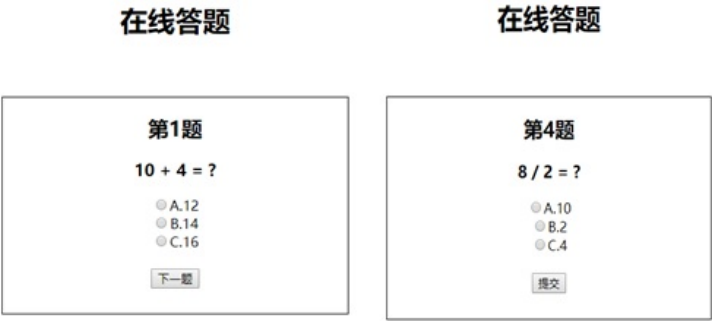 在线答题
第1题
10 + 4 = ?
A.12
B.14
C.16
下一题
在线答题
第4题
8 / 2 = ?
A.10
B.2
C.4
提交